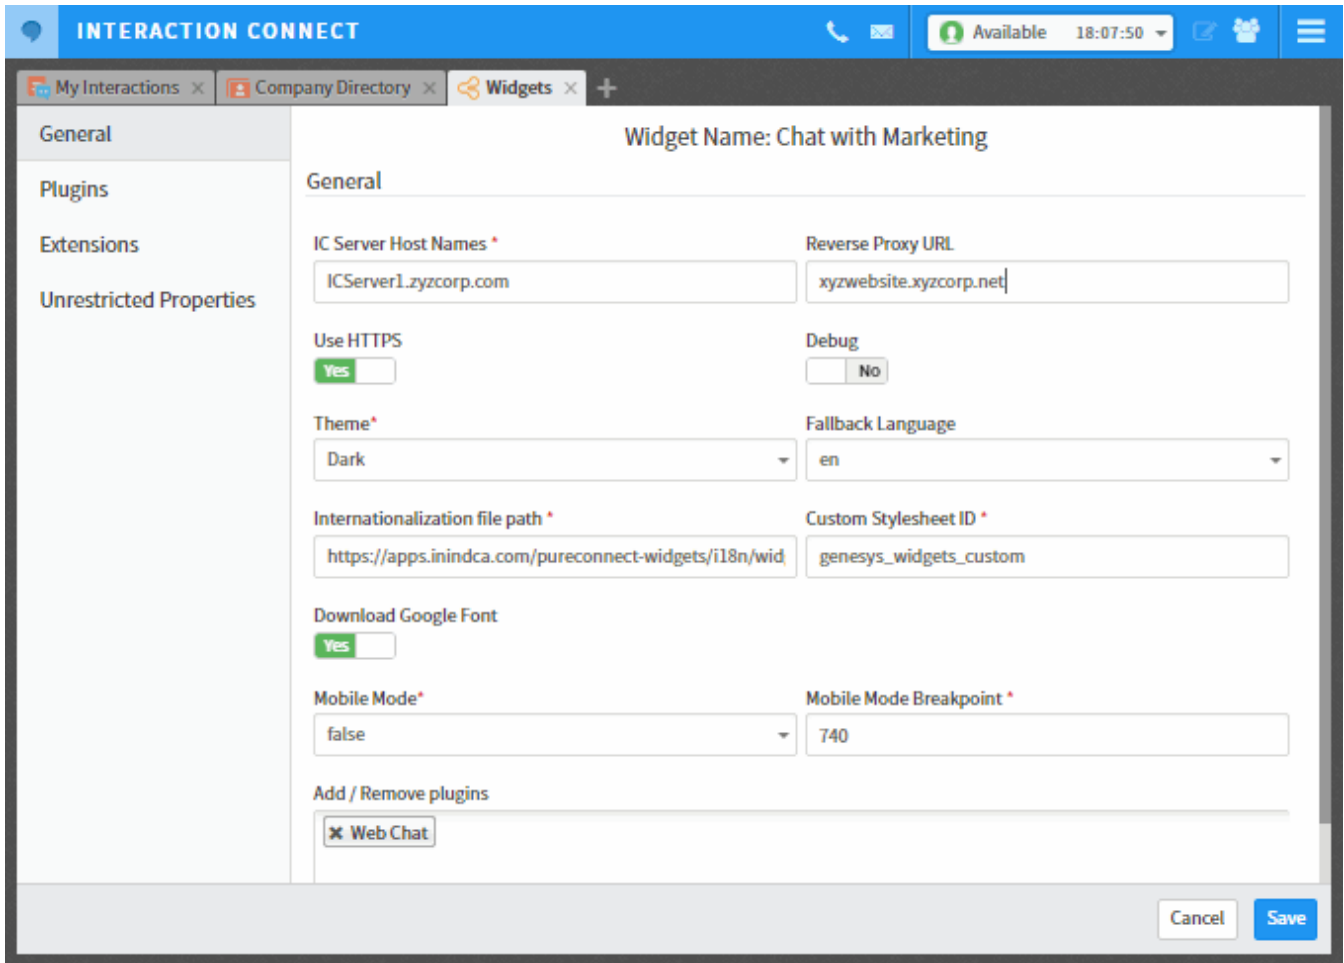 INTERACTION CONNECT
Available 18:07:50
My Interactions
Company Directory
Widgets
General
Plugins
Extensions
Unrestricted Properties
Widget Name: Chat with Marketing
General
IC Server Host Names * Reverse Proxy URL
ICServer1.zyzcorp.com xyzwebsite.xyzcorp.net
Use HTTPS Debug
Yes No
Theme* Fallback Language
Dark en
Internationalization file path * Custom Stylesheet ID *
https://apps.inindca.com/pureconnect-widgets/i18n/wid genesys_widgets_custom
Download Google Font
Yes
Mobile Mode* Mobile Mode Breakpoint *
false 740
Add / Remove plugins
Web Chat
Cancel Save